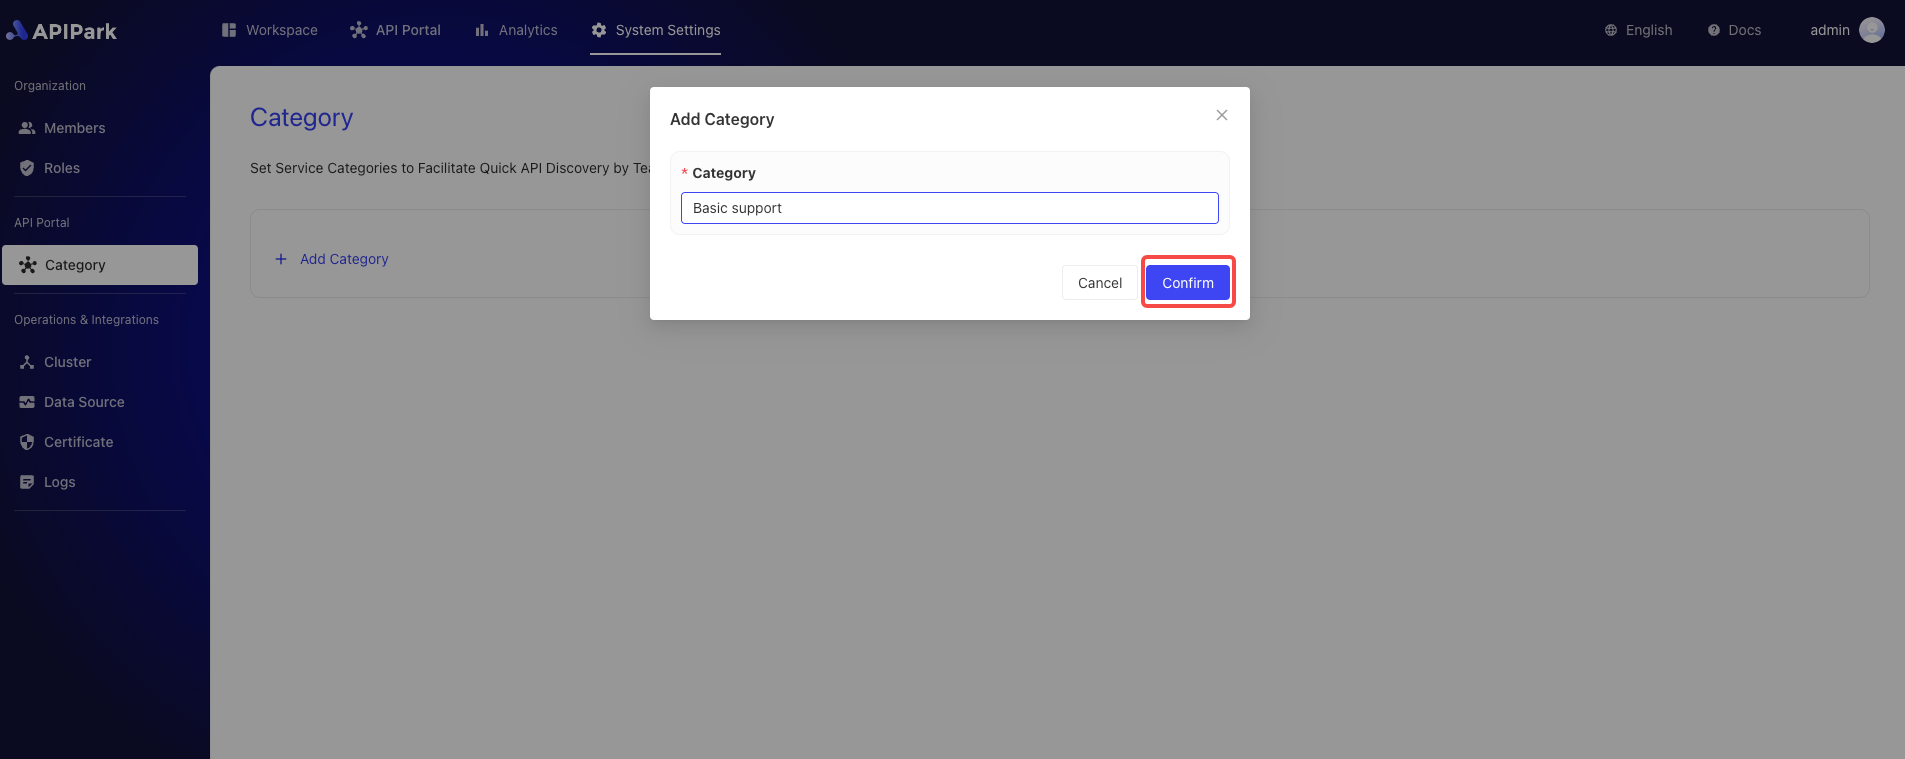 APIPark
Workspace
API Portal
Analytics
System Settings
English
Docs
admin
Organization
Members
Roles
API Portal
Category
Operations & Integrations
Cluster
Data Source
Certificate
Logs
Category
Set Service Categories to Facilitate Quick API Discovery by
Add Category
Add Category
* Category
Basic support
Cancel
Confirm